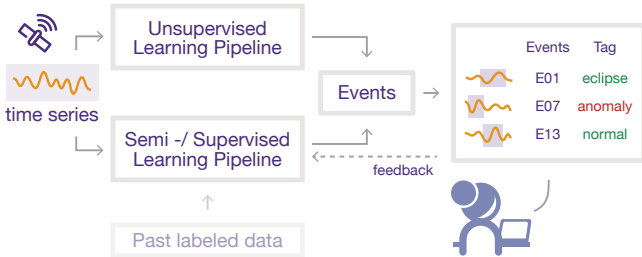 Unsupervised
Learning Pipeline
time series
Events
Semi -/ Supervised
Learning Pipeline
Past labeled data
feedback
Events Tag
E01 eclipse
E07 anomaly
E13 normal